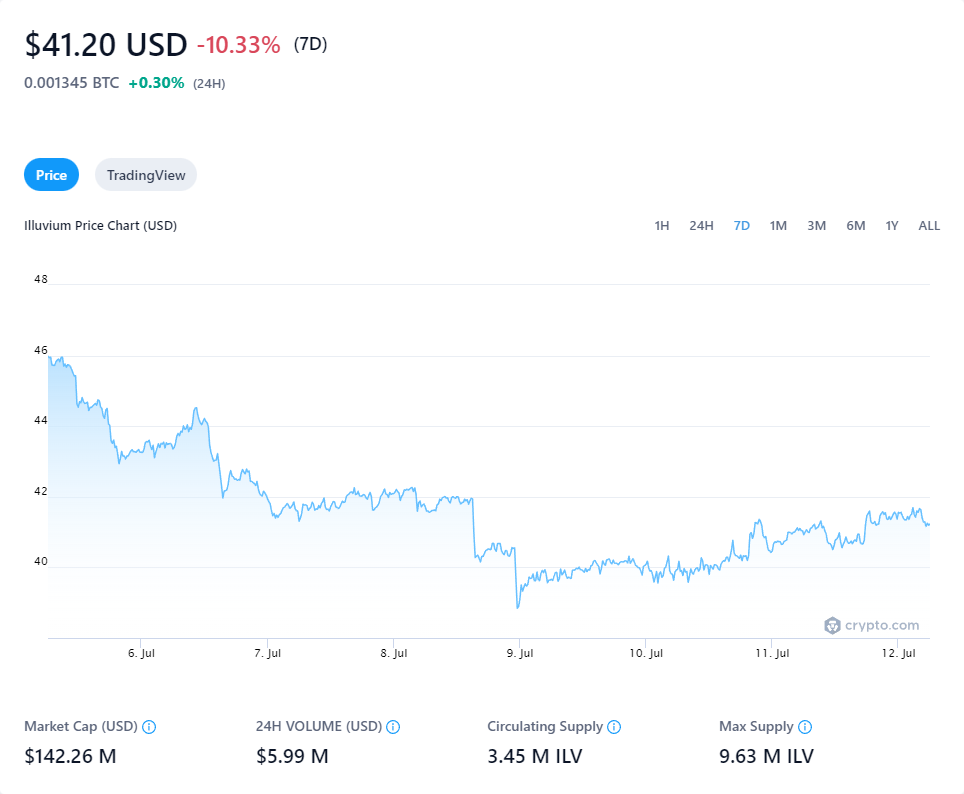 $41.20 USD -10.33% (7D)
0.001345 BTC +0.30% (24H)
Price TradingView
Illuvium Price Chart (USD) 1H 24H 7D 1M 3M 6M 1Y ALL
48
46
44
42
40
crypto.com
6. Jul 7. Jul 8. Jul 9. Jul 10. Jul 11. Jul 12. Jul
Market Cap (USD) 24H VOLUME (USD) Circulating Supply Max Supply
$142.26 M $5.99 M 3.45 M ILV 9.63 M ILV